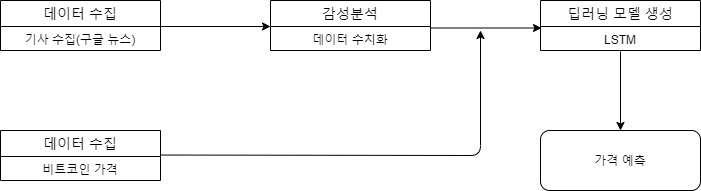 데이터 수집
기사 수집(구글 뉴스)
감성분석
데이터 수치화
딥러닝 모델 생성
LSTM
데이터 수집
비트코인 가격
가격 예측